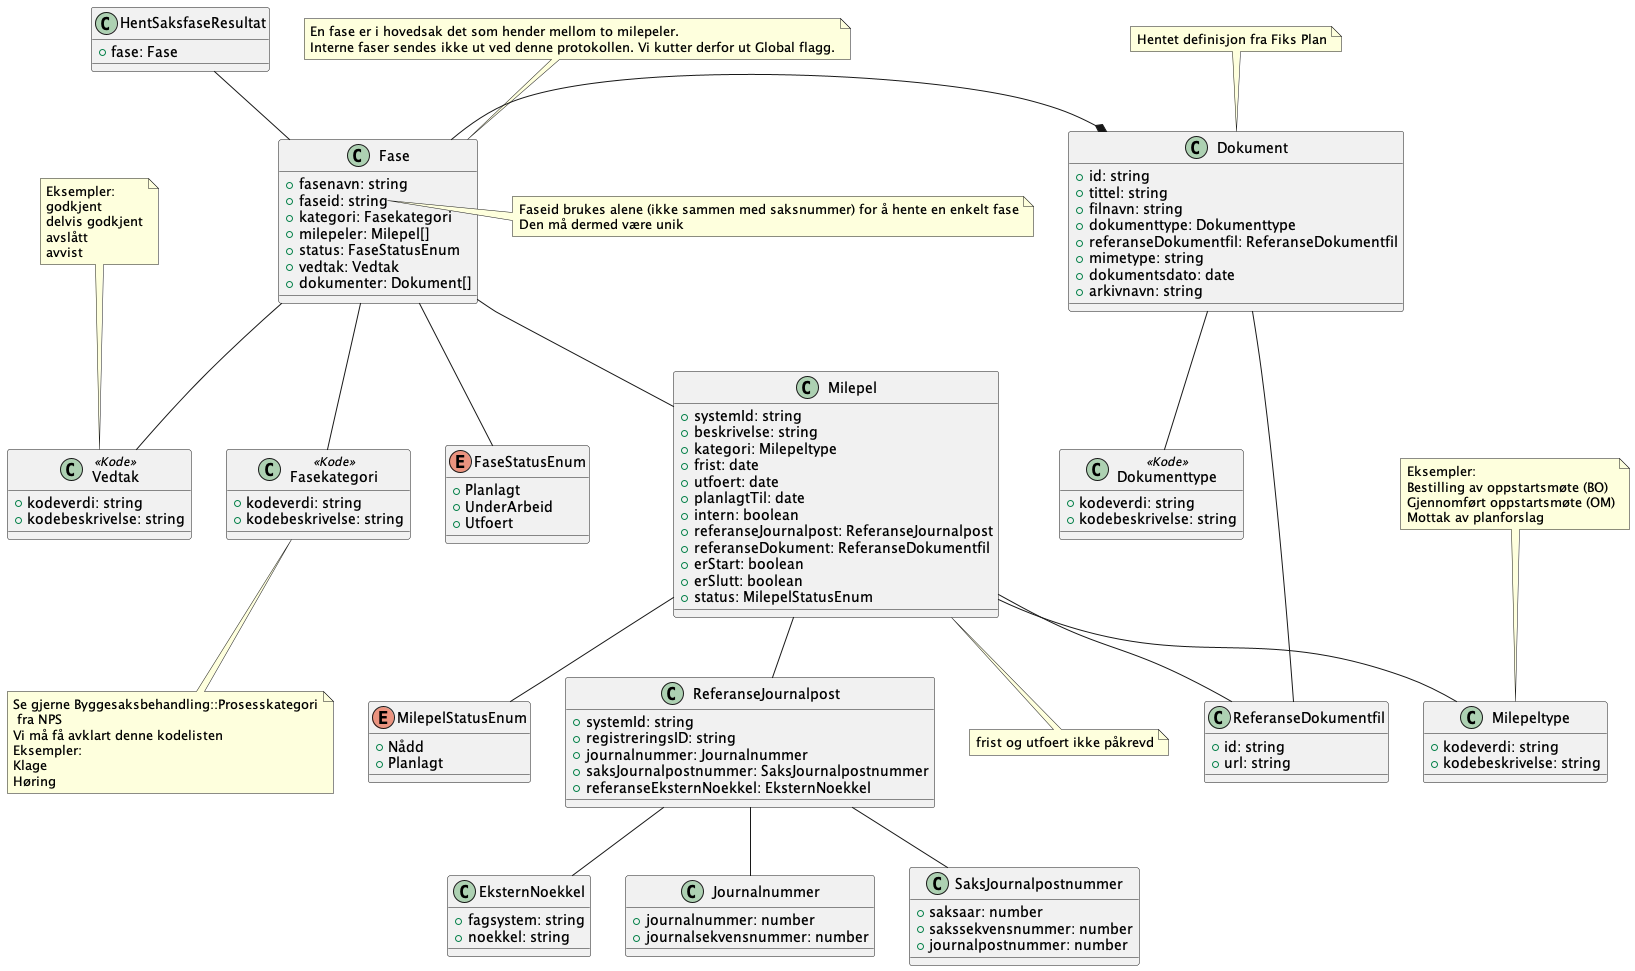 C HentSaksfaseResultat
fase: Fase
En fase er i hovedsak det som hender mellom to milepeler.
Interne faser sendes ikke ut ved denne protokollen. Vi kutter derfor ut Global flagg.
Hentet definisjon fra Fiks Plan
C Fase
fasenavn: string
faseid: string
kategori: Fasekategori
milepeler: Milepel[]
status: FaseStatusEnum
vedtak: Vedtak
dokumenter: Dokument[]
Faseid brukes alene (ikke sammen med saksnummer) for å hente en enkelt fase
Den må dermed være unik
C Dokument
id: string
tittel: string
filnavn: string
dokumenttype: Dokumenttype
referanseDokumentfil: ReferanseDokumentfil
mimetype: string
dokumentsdato: date
arkivnavn: string
Eksempler:
godkjent
delvis godkjent
avslått
avvist
C «Kode»
Vedtak
kodeverdi: string
kodebeskrivelse: string
C «Kode»
Fasekategori
kodeverdi: string
kodebeskrivelse: string
E FaseStatusEnum
Planlagt
UnderArbeid
Utfoert
C Milepel
systemId: string
beskrivelse: string
kategori: Milepeltype
frist: date
utfoert: date
planlagtTil: date
intern: boolean
referanseJournalpost: ReferanseJournalpost
referanseDokument: ReferanseDokumentfil
erStart: boolean
erSlutt: boolean
status: MilepelStatusEnum
C «Kode»
Dokumenttype
kodeverdi: string
kodebeskrivelse: string
Eksempler:
Bestilling av oppstartsmøte (BO)
Gjennomført oppstartsmøte (OM)
Mottak av planforslag
Se gjerne Byggesaksbehandling::Prosesskategori
fra NPS
Vi må få avklart denne kodelisten
Eksempler:
Klage
Høring
E MilepelStatusEnum
Nådd
Planlagt
C ReferanseJournalpost
systemId: string
registreringsID: string
journalnummer: Journalnummer
saksJournalpostnummer: SaksJournalpostnummer
referanseEksternNoekkel: EksternNoekkel
frist og utfoert ikke påkrevd
C ReferanseDokumentfil
id: string
url: string
C Milepeltype
kodeverdi: string
kodebeskrivelse: string
C EksternNoekkel
fagsystem: string
noekkel: string
C Journalnummer
journalnummer: number
journalsekvensnummer: number
C SaksJournalpostnummer
saksaar: number
sakssekvensnummer: number
journalpostnummer: number